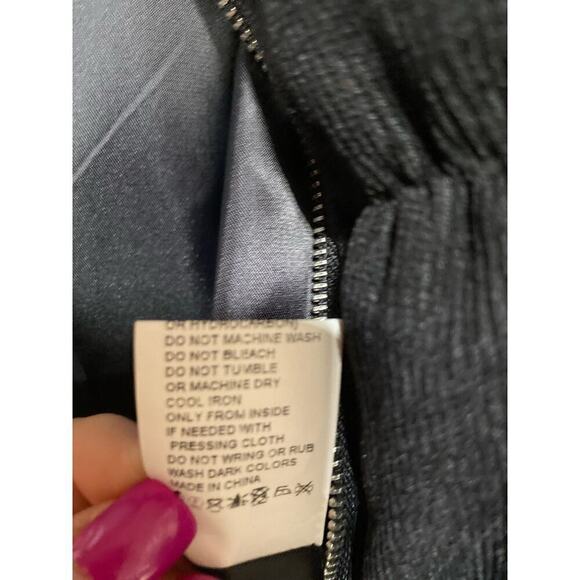 OR HYDROCARBON)
DO NOT MACHINE WASH
DO NOT BLEACH
DO NOT TUMBLE
OR MACHINE DRY
COOL IRON
ONLY FROM INSIDE
IF NEEDED WITH
PRESSING CLOTH
DO NOT WRING OR RUB
WASH DARK COLORS
MADE IN CHINA